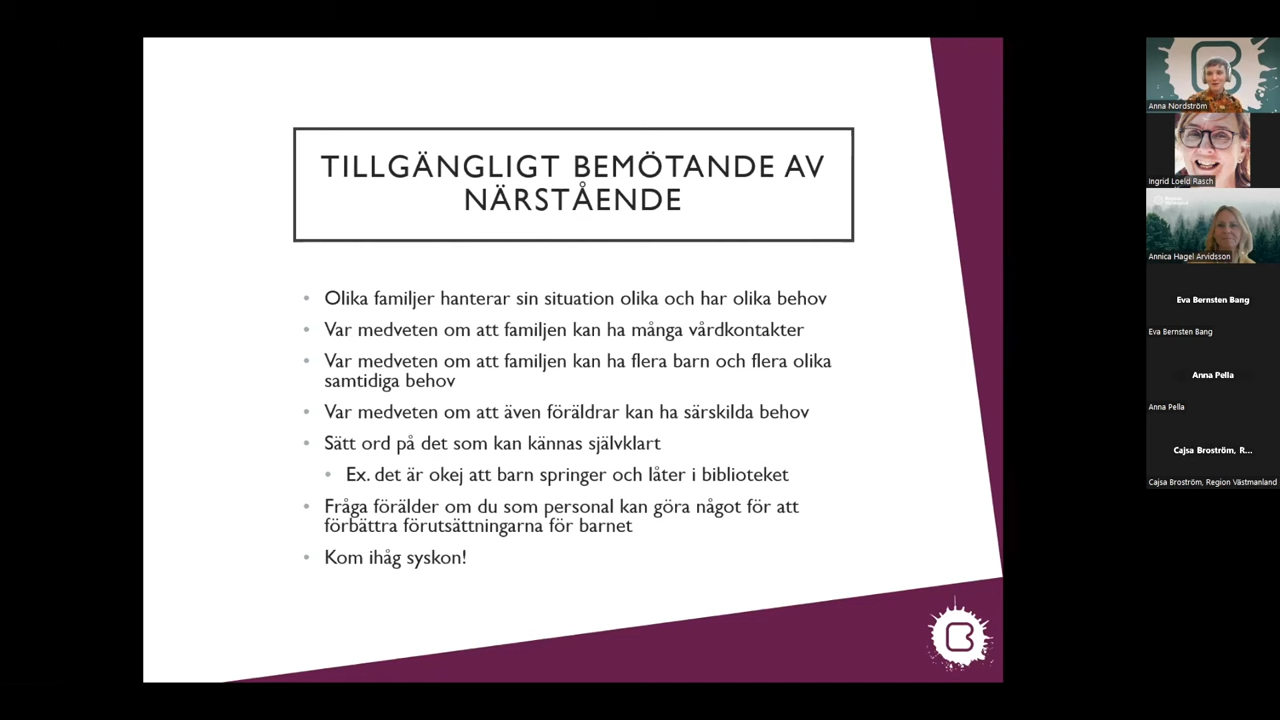 TILLGÄNGLIGT BEMÖTANDE AV
NÄRSTÅENDE
• Olika familjer hanterar sin situation olika och har olika behov
• Var medveten om att familjen kan ha många vårdkontakter
• Var medveten om att familjen kan ha flera barn och flera olika
samtidiga behov
• Var medveten om att även föräldrar kan ha särskilda behov
• Sätt ord på det som kan kännas självklart
• Ex. det är okej att barn springer och låter i biblioteket
• Fråga förälder om du som personal kan göra något för att
förbättra förutsättningarna för barnet
• Kom ihåg syskon!
Anna Nordström
Ingrid Loeld Rasch
Annica Hagel Arvidsson
Eva Bernsten Bang
Eva Bernsten Bang
Anna Pella
Anna Pella
Cajsa Broström, R...
Cajsa Broström, Region Västmanland